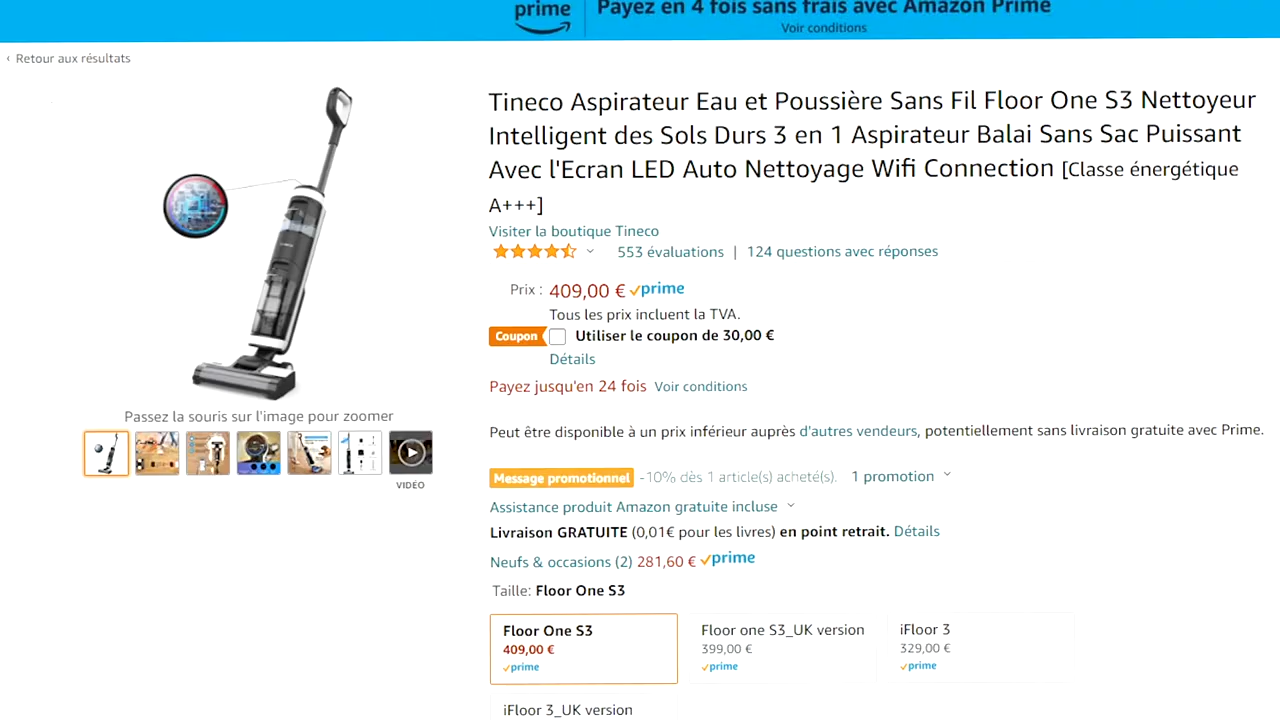 prime
Payez en 4 fois sans frais avec Amazon Prime
Voir conditions
‹ Retour aux résultats
Tineco Aspirateur Eau et Poussière Sans Fil Floor One S3 Nettoyeur
Intelligent des Sols Durs 3 en 1 Aspirateur Balai Sans Sac Puissant
Avec l'Ecran LED Auto Nettoyage Wifi Connection [Classe énergétique
A+++]
Visiter la boutique Tineco
553 évaluations | 124 questions avec réponses
Prix : 409,00 € prime
Tous les prix incluent la TVA.
Coupon Utiliser le coupon de 30,00 €
Détails
Payez jusqu'en 24 fois Voir conditions
Peut être disponible à un prix inférieur auprès d'autres vendeurs, potentiellement sans livraison gratuite avec Prime.
Message promotionnel -10% dès 1 article(s) acheté(s). 1 promotion
Assistance produit Amazon gratuite incluse
Livraison GRATUITE (0,01€ pour les livres) en point retrait. Détails
Neufs & occasions (2) 281,60 € prime
Taille: Floor One S3
Floor One S3
409,00 €
prime
Floor one S3_UK version
399,00 €
prime
iFloor 3
329,00 €
prime
iFloor 3_UK version
Passez la souris sur l'image pour zoomer
VIDÉO